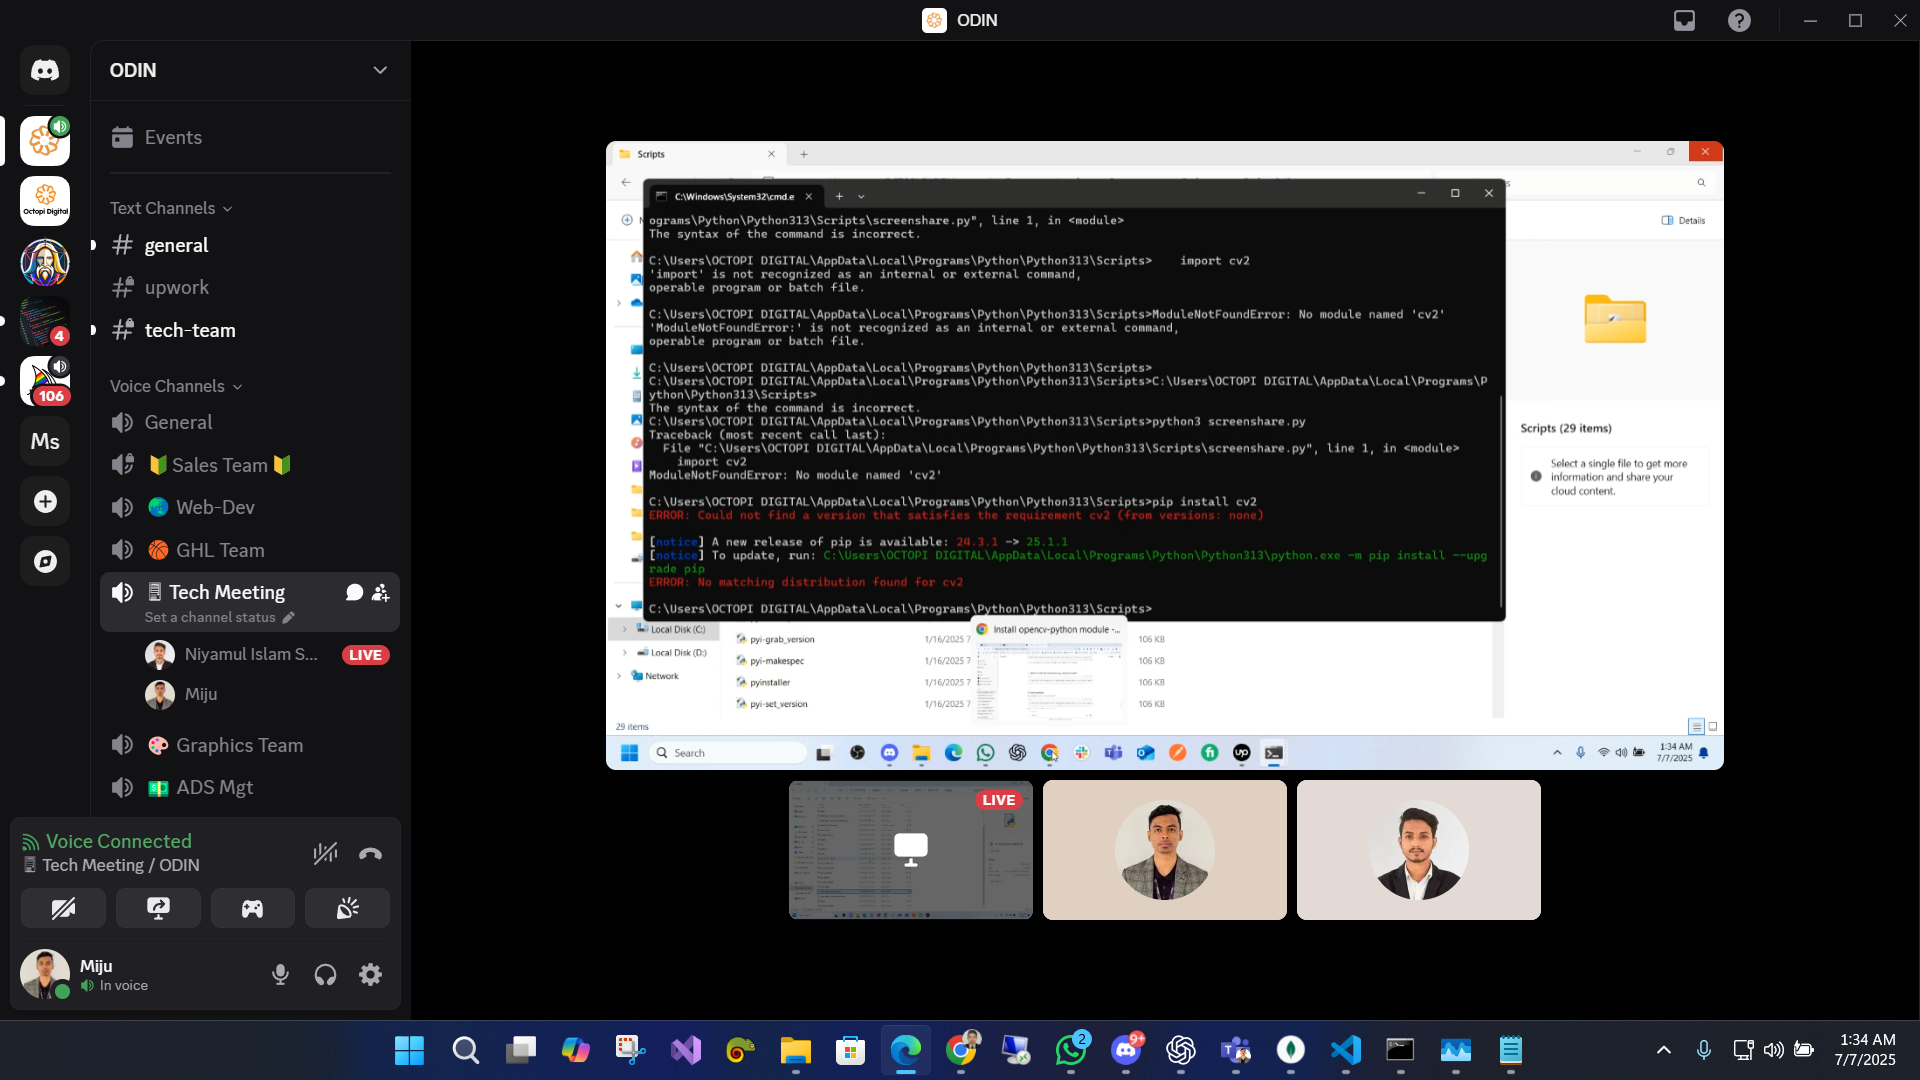 ODIN
ODIN
Events
Text Channels
general
upwork
tech-team
Voice Channels
General
Sales Team
Web-Dev
GHL Team
Tech Meeting
Set a channel status
Niyamul Islam S...
LIVE
Miju
Graphics Team
ADS Mgt
Octopi Digital
4
106
Ms
Voice Connected
Tech Meeting / ODIN
Miju
In voice
Scripts
C:\Windows\System32\cmd.e
Details
ograms\Python\Python313\Scripts\screenshare.py", line 1, in <module>
The syntax of the command is incorrect.
C:\Users\OCTOPI DIGITAL\AppData\Local\Programs\Python\Python313\Scripts>    import cv2
'import' is not recognized as an internal or external command,
operable program or batch file.
C:\Users\OCTOPI DIGITAL\AppData\Local\Programs\Python\Python313\Scripts>ModuleNotFoundError: No module named 'cv2'
'ModuleNotFoundError:' is not recognized as an internal or external command,
operable program or batch file.
C:\Users\OCTOPI DIGITAL\AppData\Local\Programs\Python\Python313\Scripts>
C:\Users\OCTOPI DIGITAL\AppData\Local\Programs\Python\Python313\Scripts>C:\Users\OCTOPI DIGITAL\AppData\Local\Programs\P
ython\Python313\Scripts>
The syntax of the command is incorrect.
C:\Users\OCTOPI DIGITAL\AppData\Local\Programs\Python\Python313\Scripts>python3 screenshare.py
Traceback (most recent call last):
File "C:\Users\OCTOPI DIGITAL\AppData\Local\Programs\Python\Python313\Scripts\screenshare.py", line 1, in <module>
import cv2
ModuleNotFoundError: No module named 'cv2'
C:\Users\OCTOPI DIGITAL\AppData\Local\Programs\Python\Python313\Scripts>pip install cv2
ERROR: Could not find a version that satisfies the requirement cv2 (from versions: none)
[notice] A new release of pip is available: 24.3.1 -> 25.1.1
[notice] To update, run: C:\Users\OCTOPI DIGITAL\AppData\Local\Programs\Python\Python313\python.exe -m pip install --upg
rade pip
ERROR: No matching distribution found for cv2
C:\Users\OCTOPI DIGITAL\AppData\Local\Programs\Python\Python313\Scripts>
Scripts (29 items)
Select a single file to get more
information and share your
cloud content.
Install opencv-python module -...
Local Disk (C:)
Local Disk (D:)
Network
pyi-grab_version 1/16/2025 7 106 KB
pyi-makespec 1/16/2025 7 106 KB
pyinstaller 1/16/2025 7 106 KB
pyi-set_version 1/16/2025 7 106 KB
29 items
Search
1:34 AM
7/7/2025
LIVE
2
9+
1:34 AM
7/7/2025